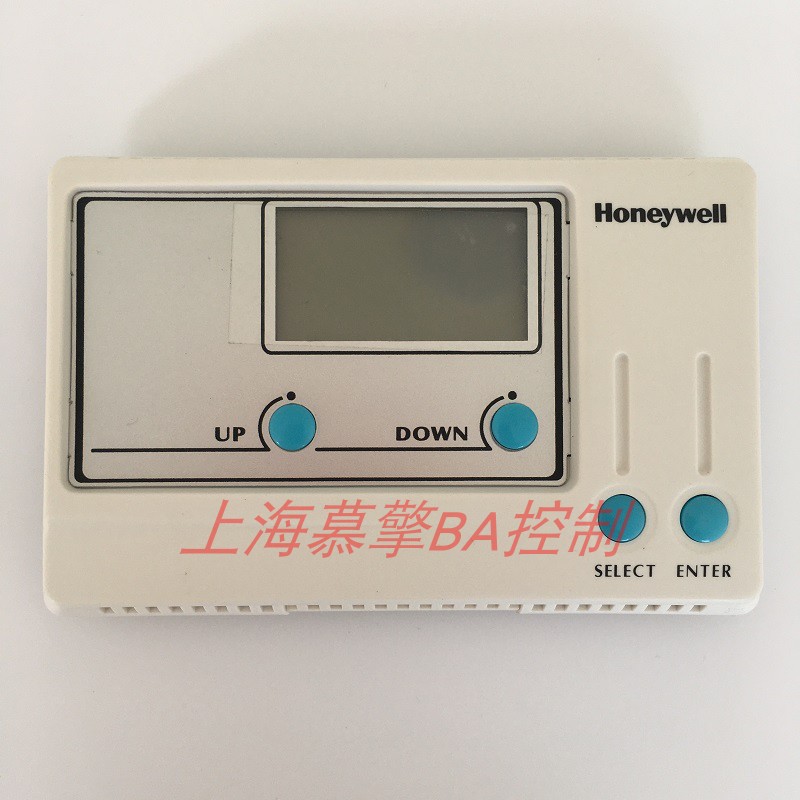 Honeywell
UP
DOWN
上海慕擎BA控制
SELECT ENTER